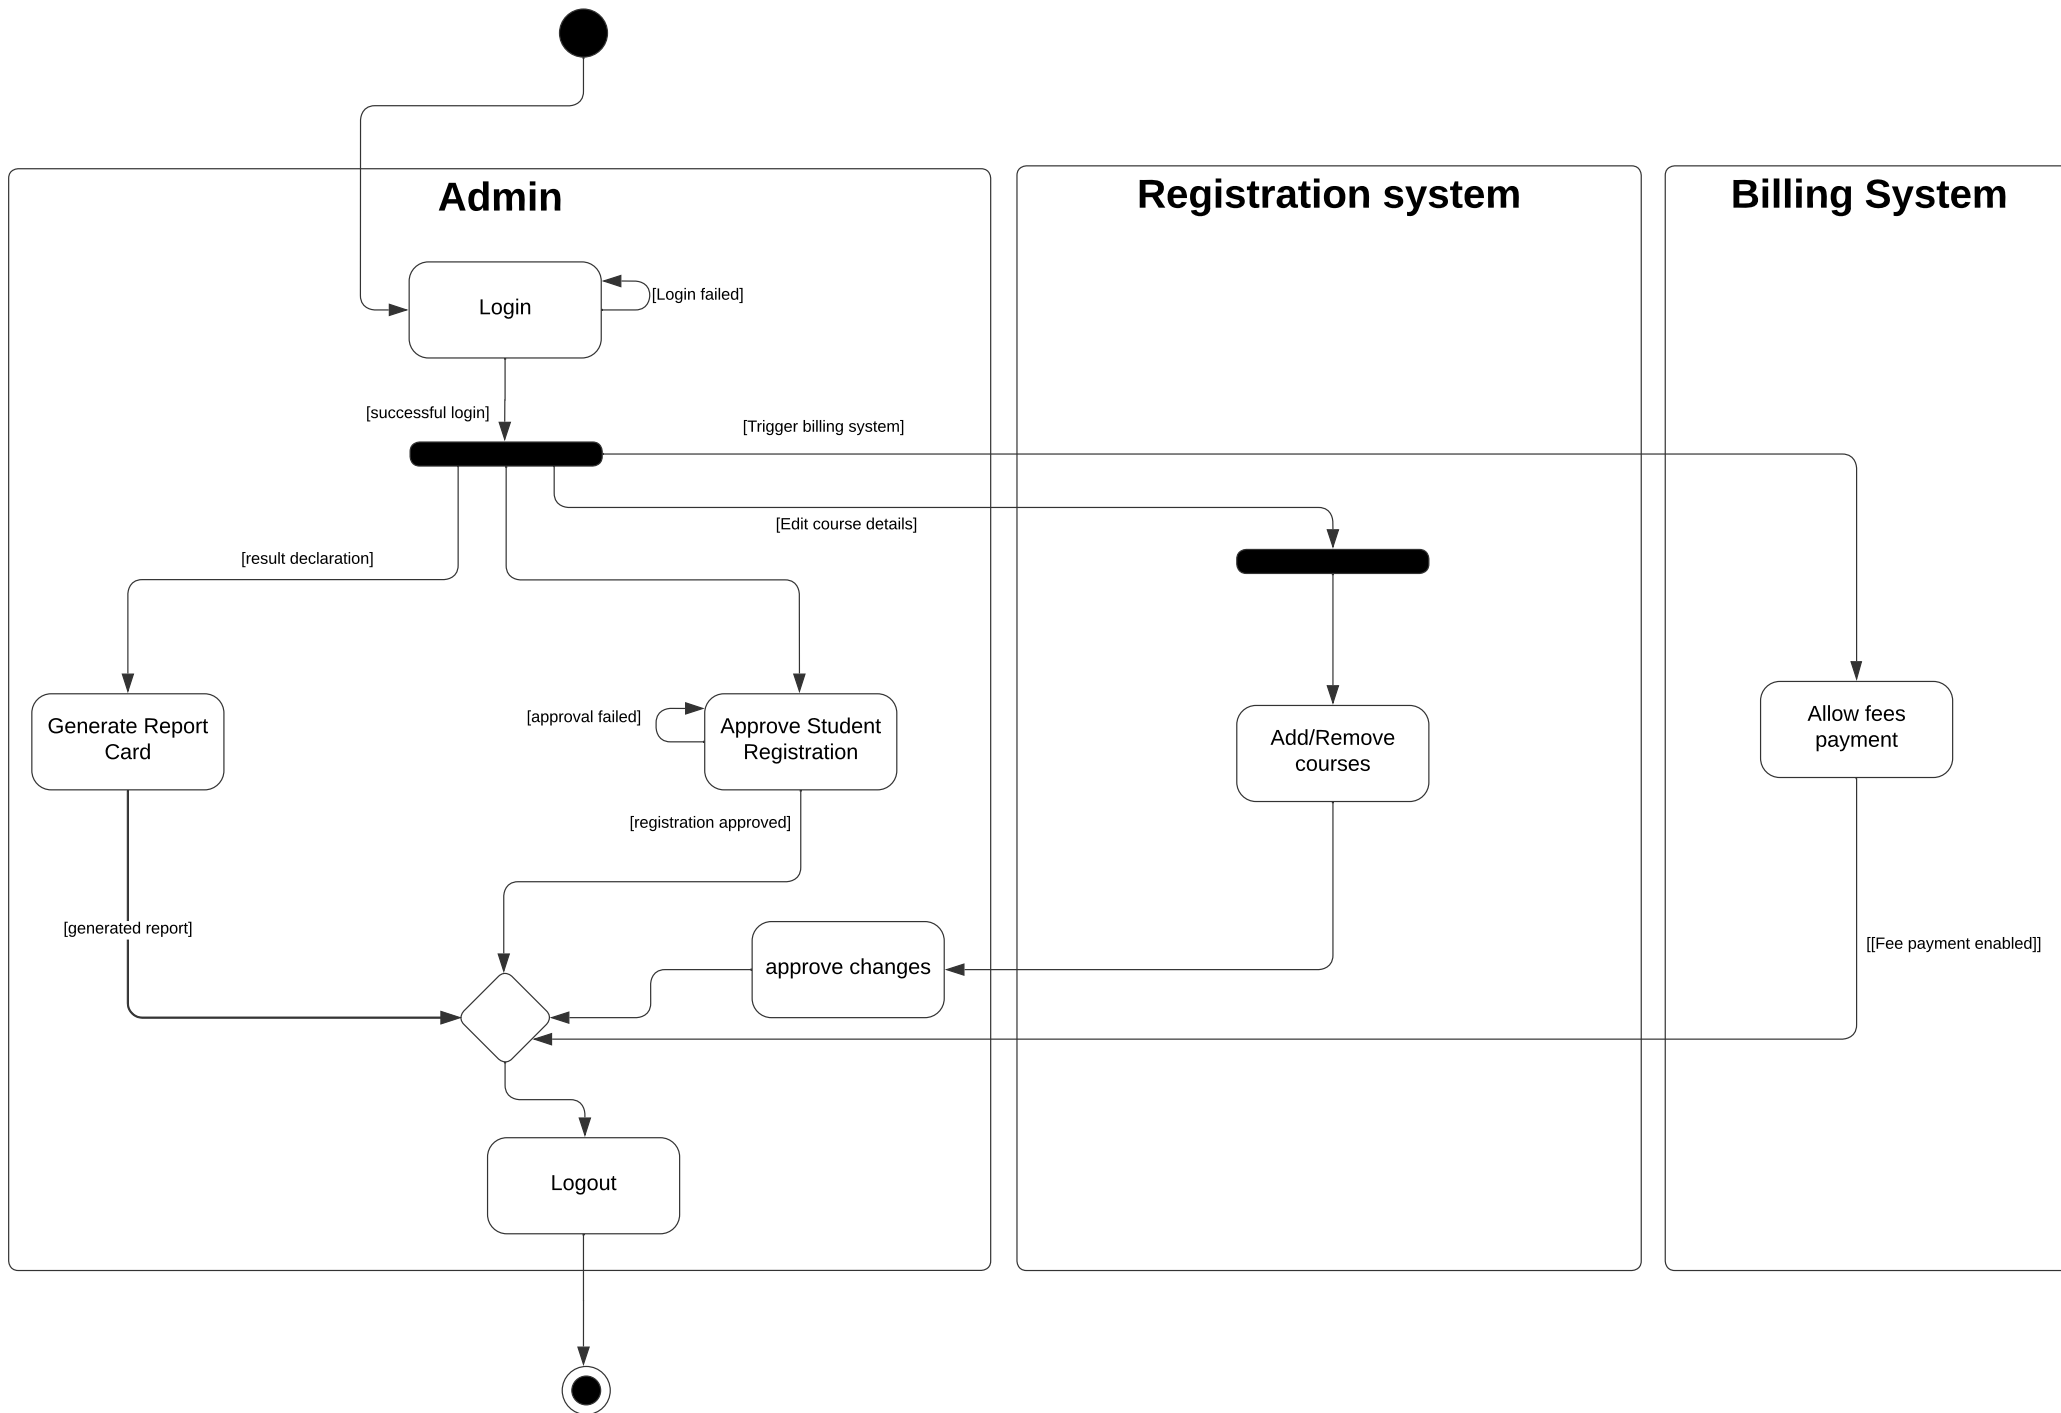 Admin
Registration system
Billing System
Login
[Login failed]
[successful login]
[Trigger billing system]
[Edit course details]
[result declaration]
Generate Report
Card
[approval failed]
Approve Student
Registration
Add/Remove
courses
Allow fees
payment
[registration approved]
[generated report]
approve changes
[[Fee payment enabled]]
Logout